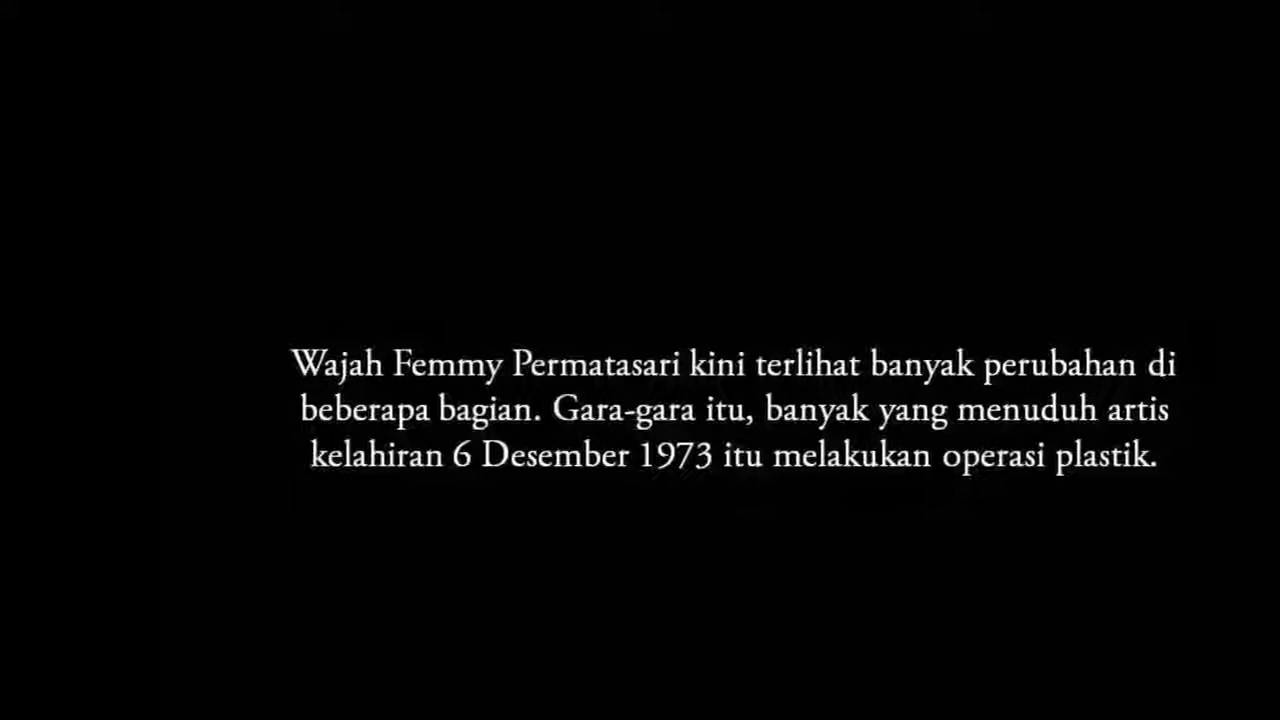 Wajah Femmy Permatasari kini terlihat banyak perubahan di
beberapa bagian. Gara-gara itu, banyak yang menuduh artis
kelahiran 6 Desember 1973 itu melakukan operasi plastik.